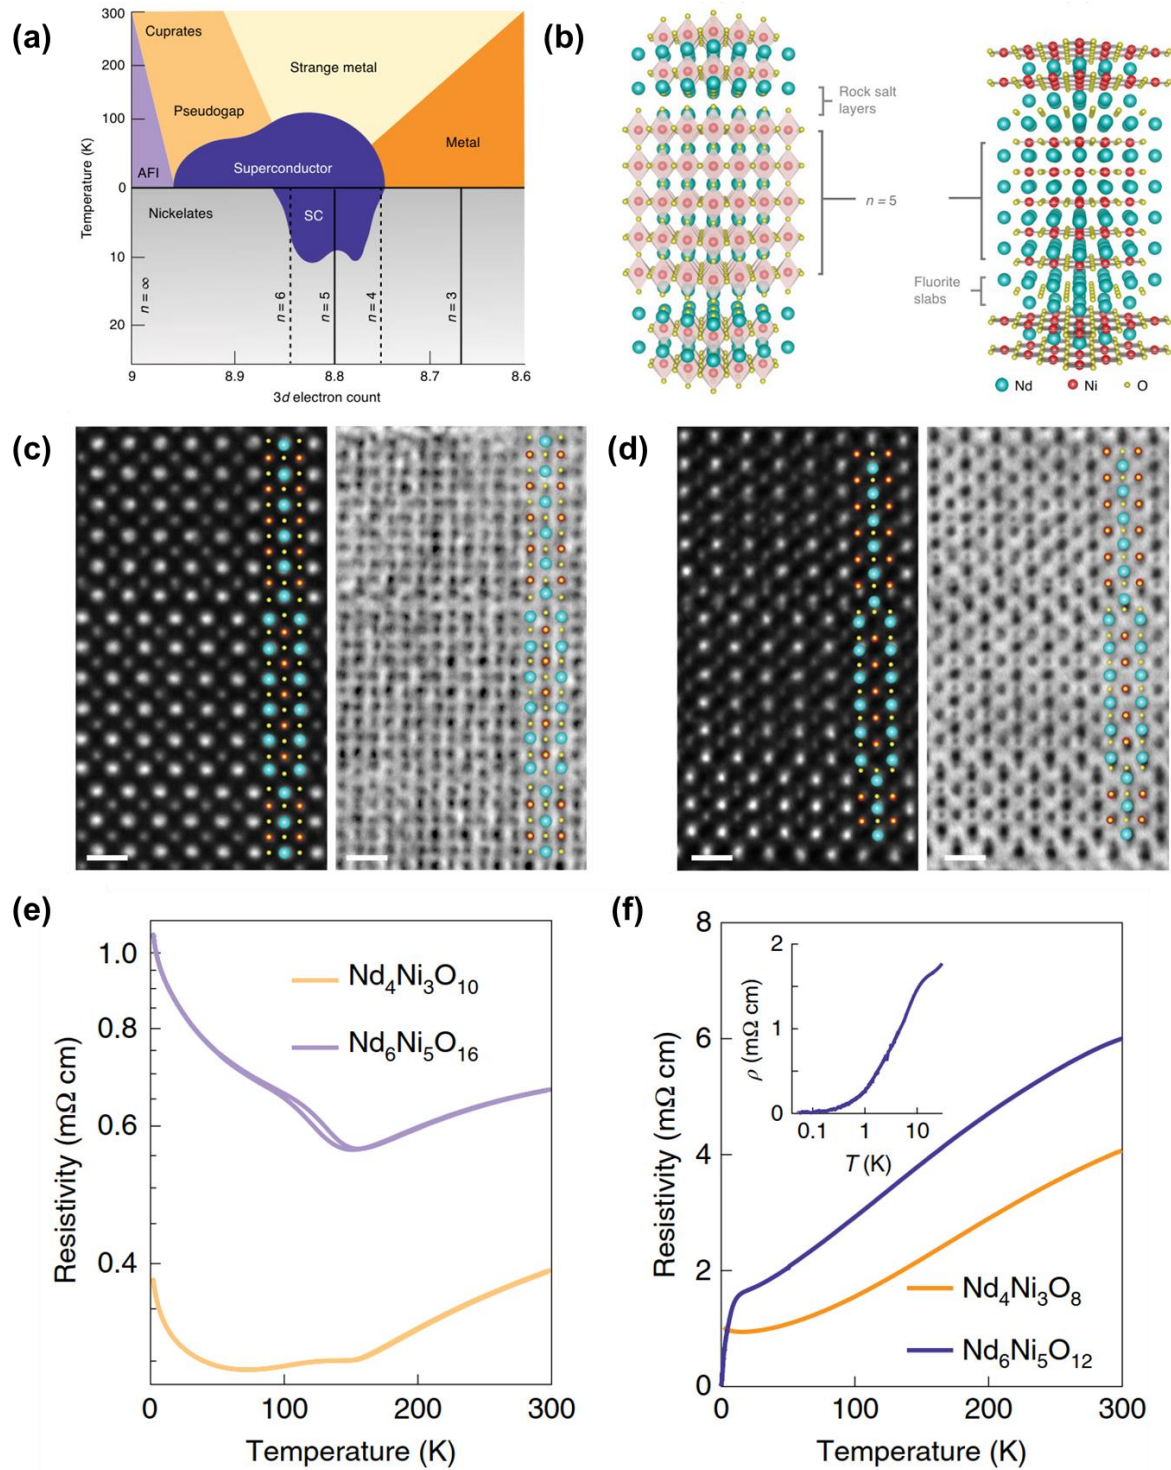 (a)
300
200
100
0
10
20
Temperature (K)
Cuprates
Strange metal
Pseudogap
Metal
AFI
Superconductor
Nickelates
SC
n = ∞
n = 6
n = 5
n = 4
n = 3
9
8.9
8.8
8.7
8.6
3d electron count
(b)
Rock salt
layers
n = 5
Fluorite
slabs
Nd
Ni
O
(c)
(d)
(e)
1.0
0.8
0.6
0.4
Resistivity (mΩ cm)
Nd₄Ni₃O₁₀
Nd₆Ni₅O₁₆
0
100
200
300
Temperature (K)
(f)
8
6
4
2
0
Resistivity (mΩ cm)
2
1
0
ρ (mΩ cm)
0.1
1
10
T (K)
Nd₄Ni₃O₈
Nd₆Ni₅O₁₂
0
100
200
300
Temperature (K)